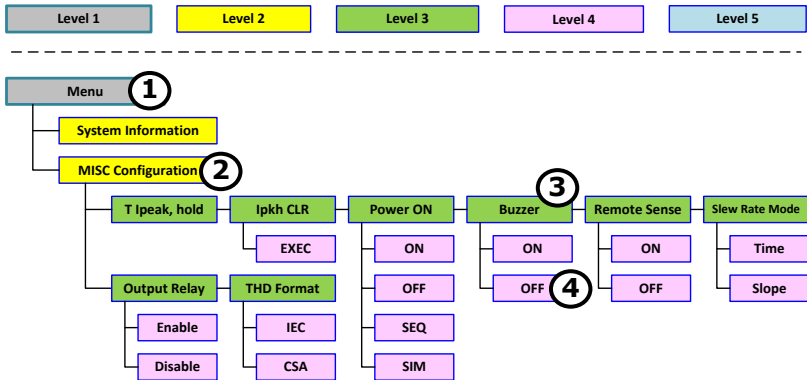 Level 1 Level 2 Level 3 Level 4 Level 5
Menu 1
System Information
MISC Configuration 2
3
T Ipeak, hold Ipkh CLR Power ON Buzzer Remote Sense Slew Rate Mode
EXEC ON ON ON Time
Output Relay THD Format OFF OFF 4 OFF Slope
Enable IEC SEQ
Disable CSA SIM